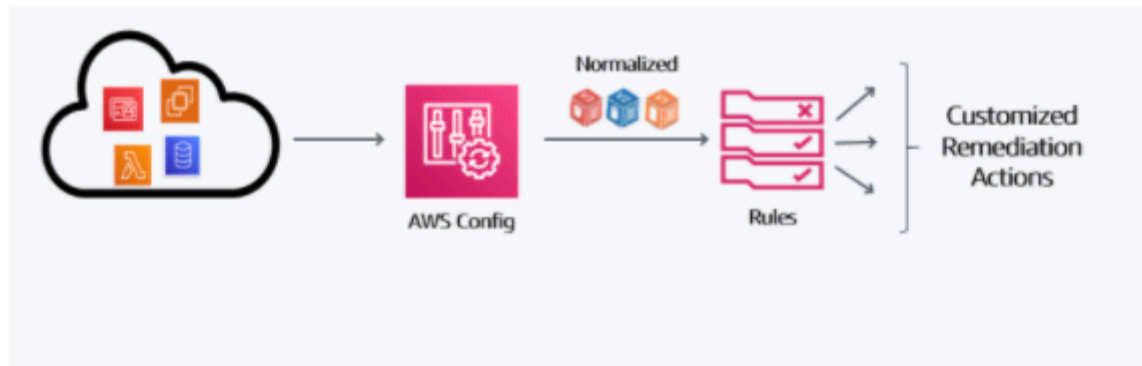 Normalized
AWS Config
Rules
Customized
Remediation
Actions